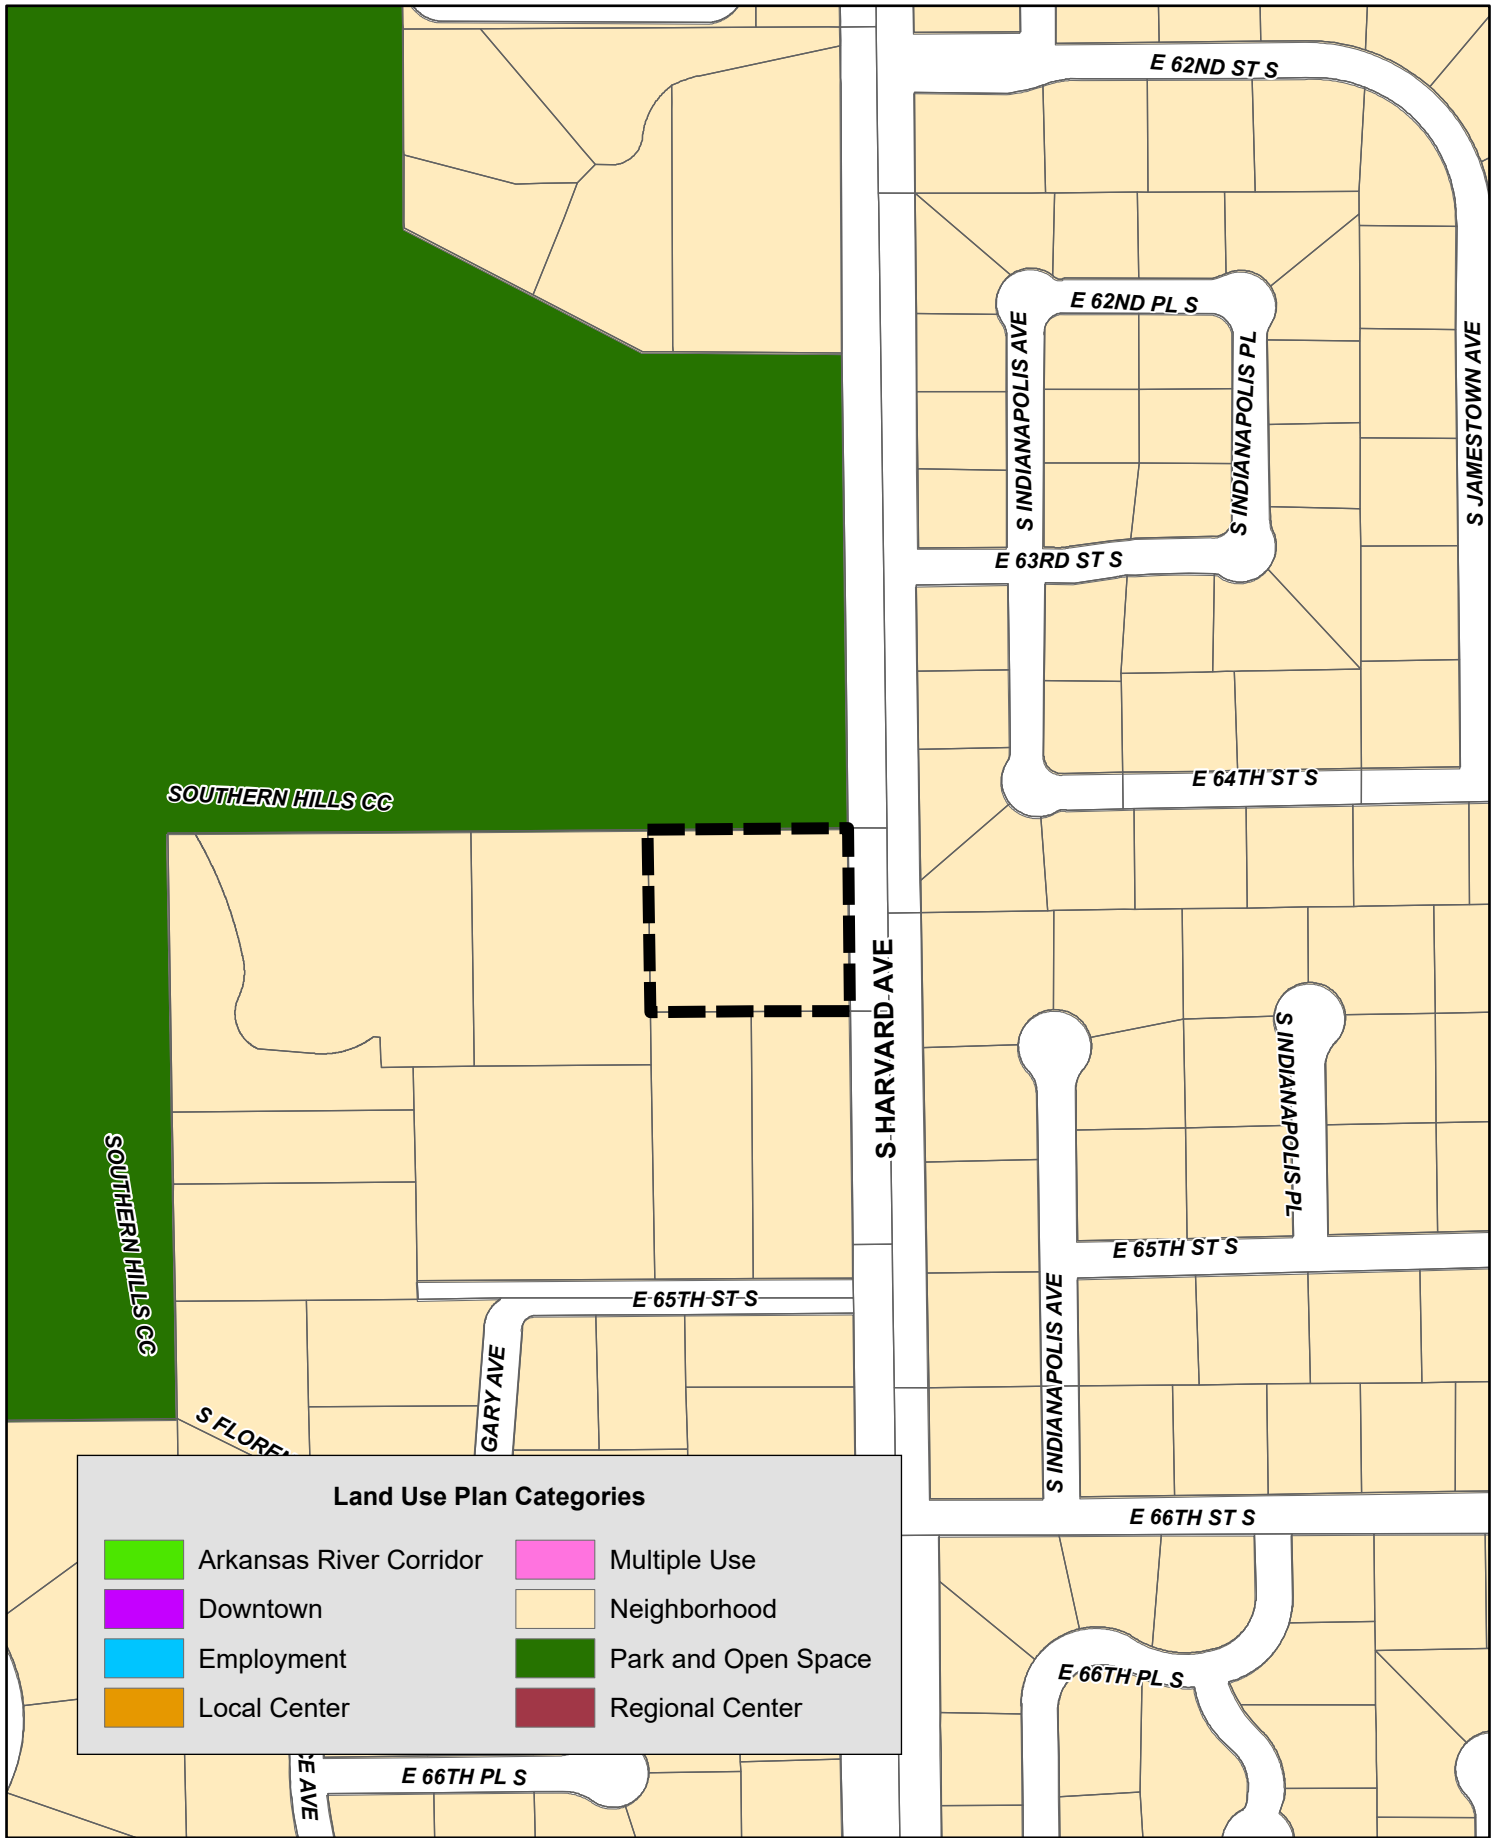 E 62ND ST S
E 62ND PL S
S INDIANAPOLIS AVE
S INDIANAPOLIS PL
S JAMESTOWN AVE
E 63RD ST S
E 64TH ST S
SOUTHERN HILLS CC
S HARVARD AVE
S INDIANAPOLIS PL
SOUTHERN HILLS CC
E 65TH ST S
E 65TH ST S
S INDIANAPOLIS AVE
GARY AVE
S FLOREN
E 66TH ST S
Land Use Plan Categories
Arkansas River Corridor
Downtown
Employment
Local Center
Multiple Use
Neighborhood
Park and Open Space
Regional Center
E 66TH PL S
CE AVE
E 66TH PL S